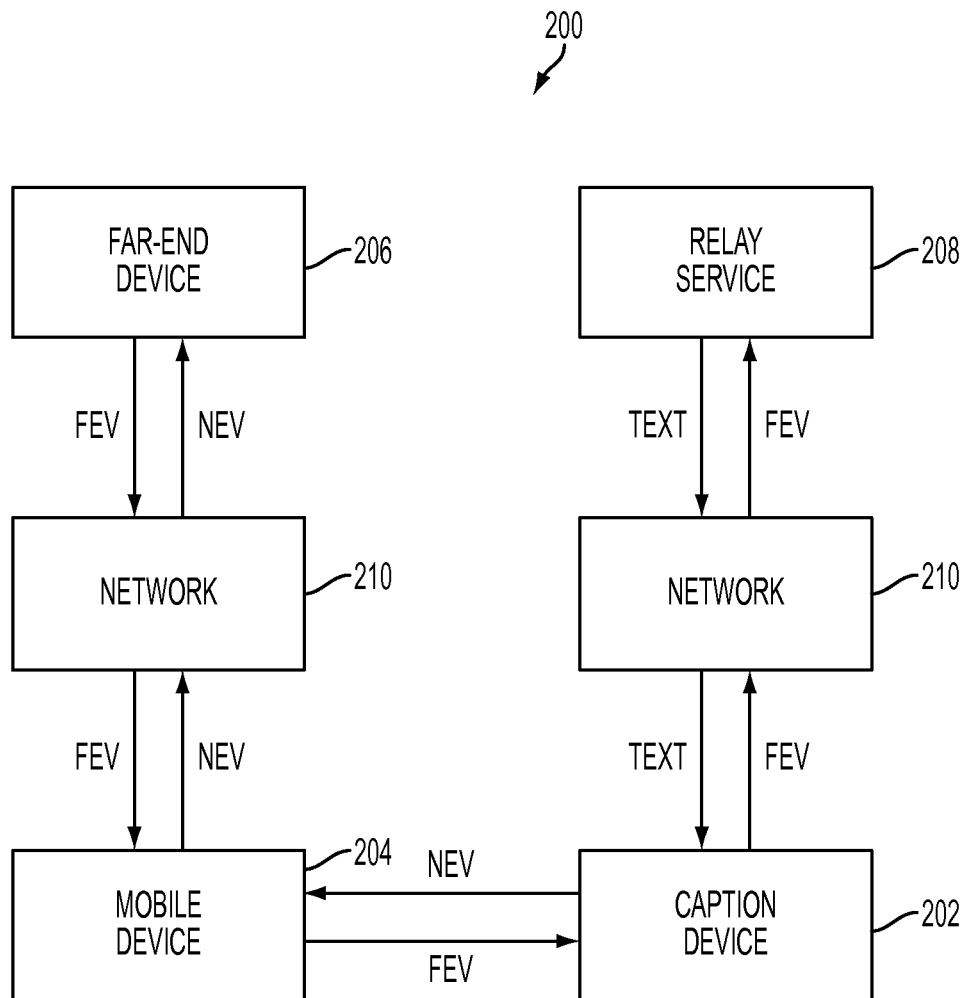 200
FAR-END
DEVICE
206
RELAY
SERVICE
208
FEV
NEV
TEXT
FEV
NETWORK
210
NETWORK
210
FEV
NEV
TEXT
FEV
MOBILE
DEVICE
204
NEV
FEV
CAPTION
DEVICE
202